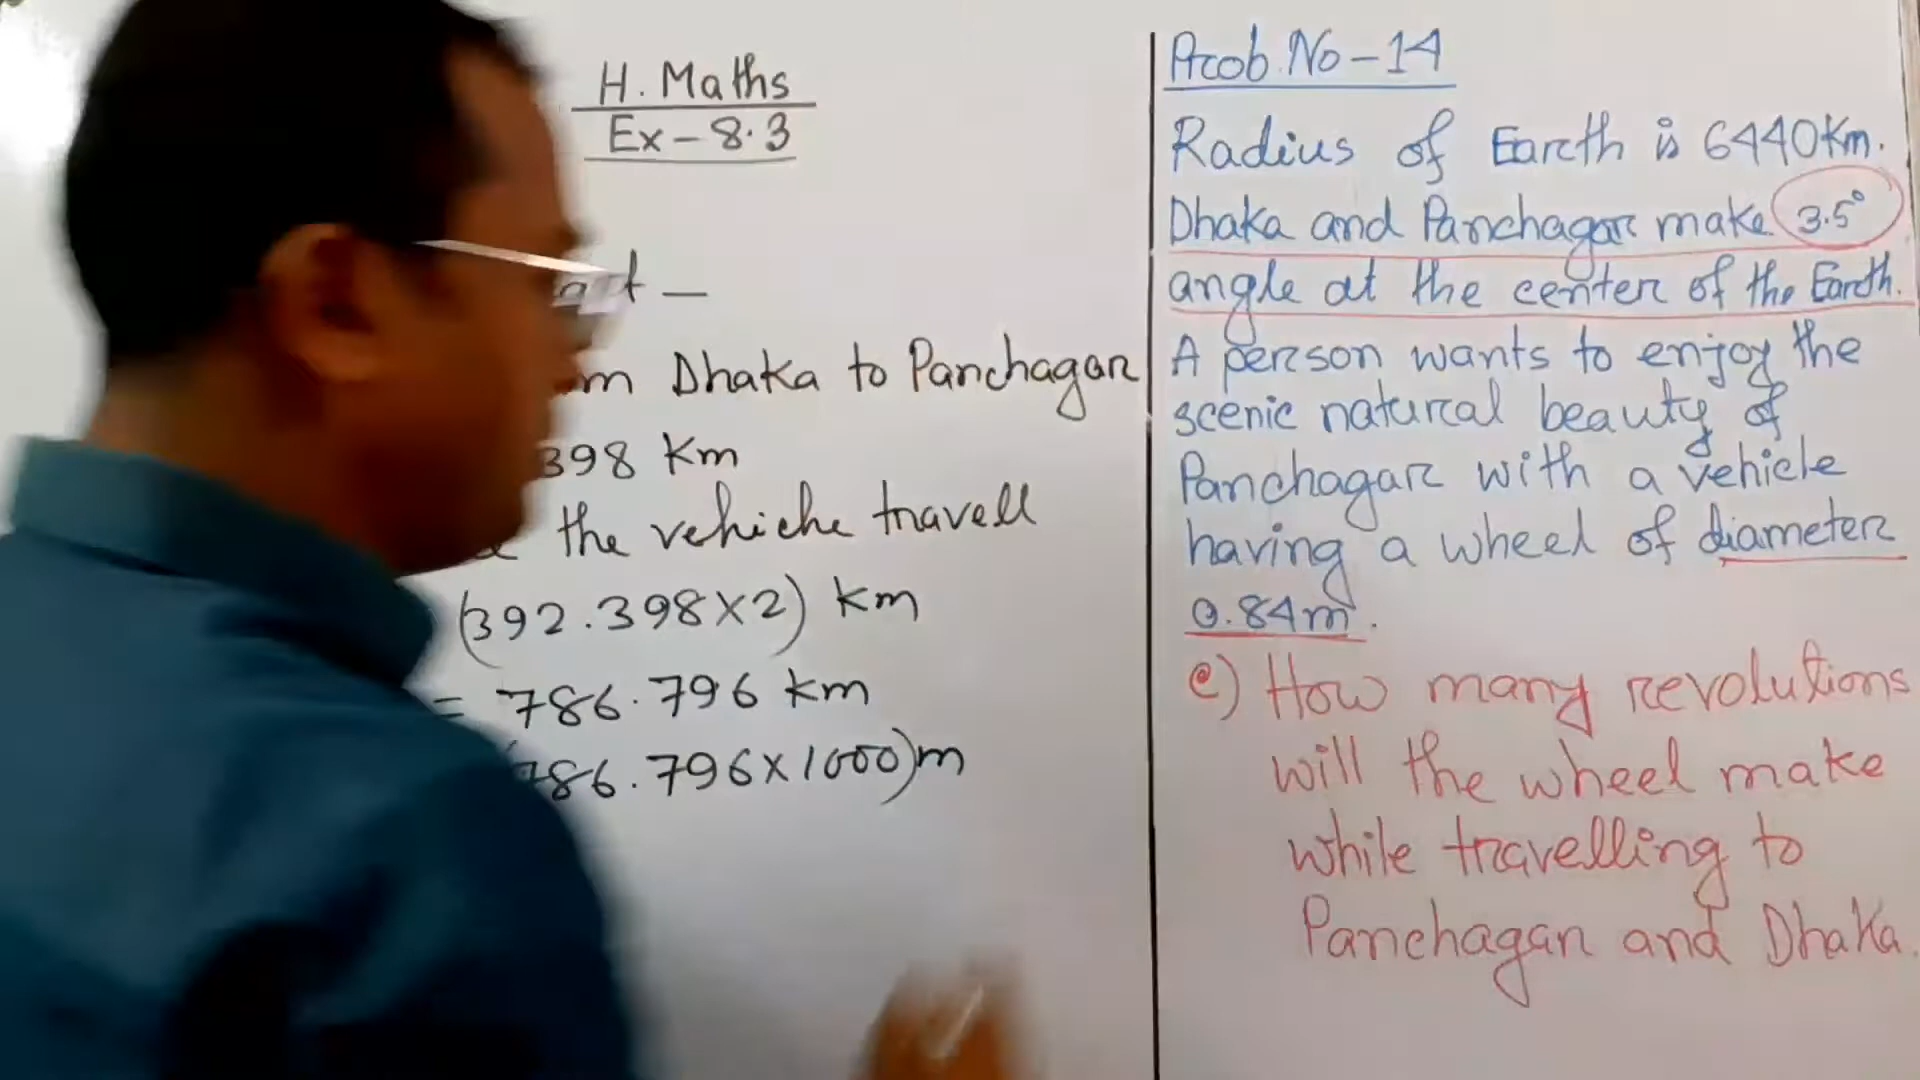 H. Maths
Ex - 8.3
Dhaka to Panchagar
398 Km
the vehiche travell
(392.398×2) km
= 786.796 km
786.796×1000)m
Prob. No - 14
Radius of Earth is 6440Km.
Dhaka and Panchagar make 3.5°
angle at the center of the Earth.
A person wants to enjoy the
scenic natural beauty of
Panchagar with a vehicle
having a wheel of diameter
0.84m.
e) How many revolutions
will the wheel make
while travelling to
Panchagar and Dhaka.